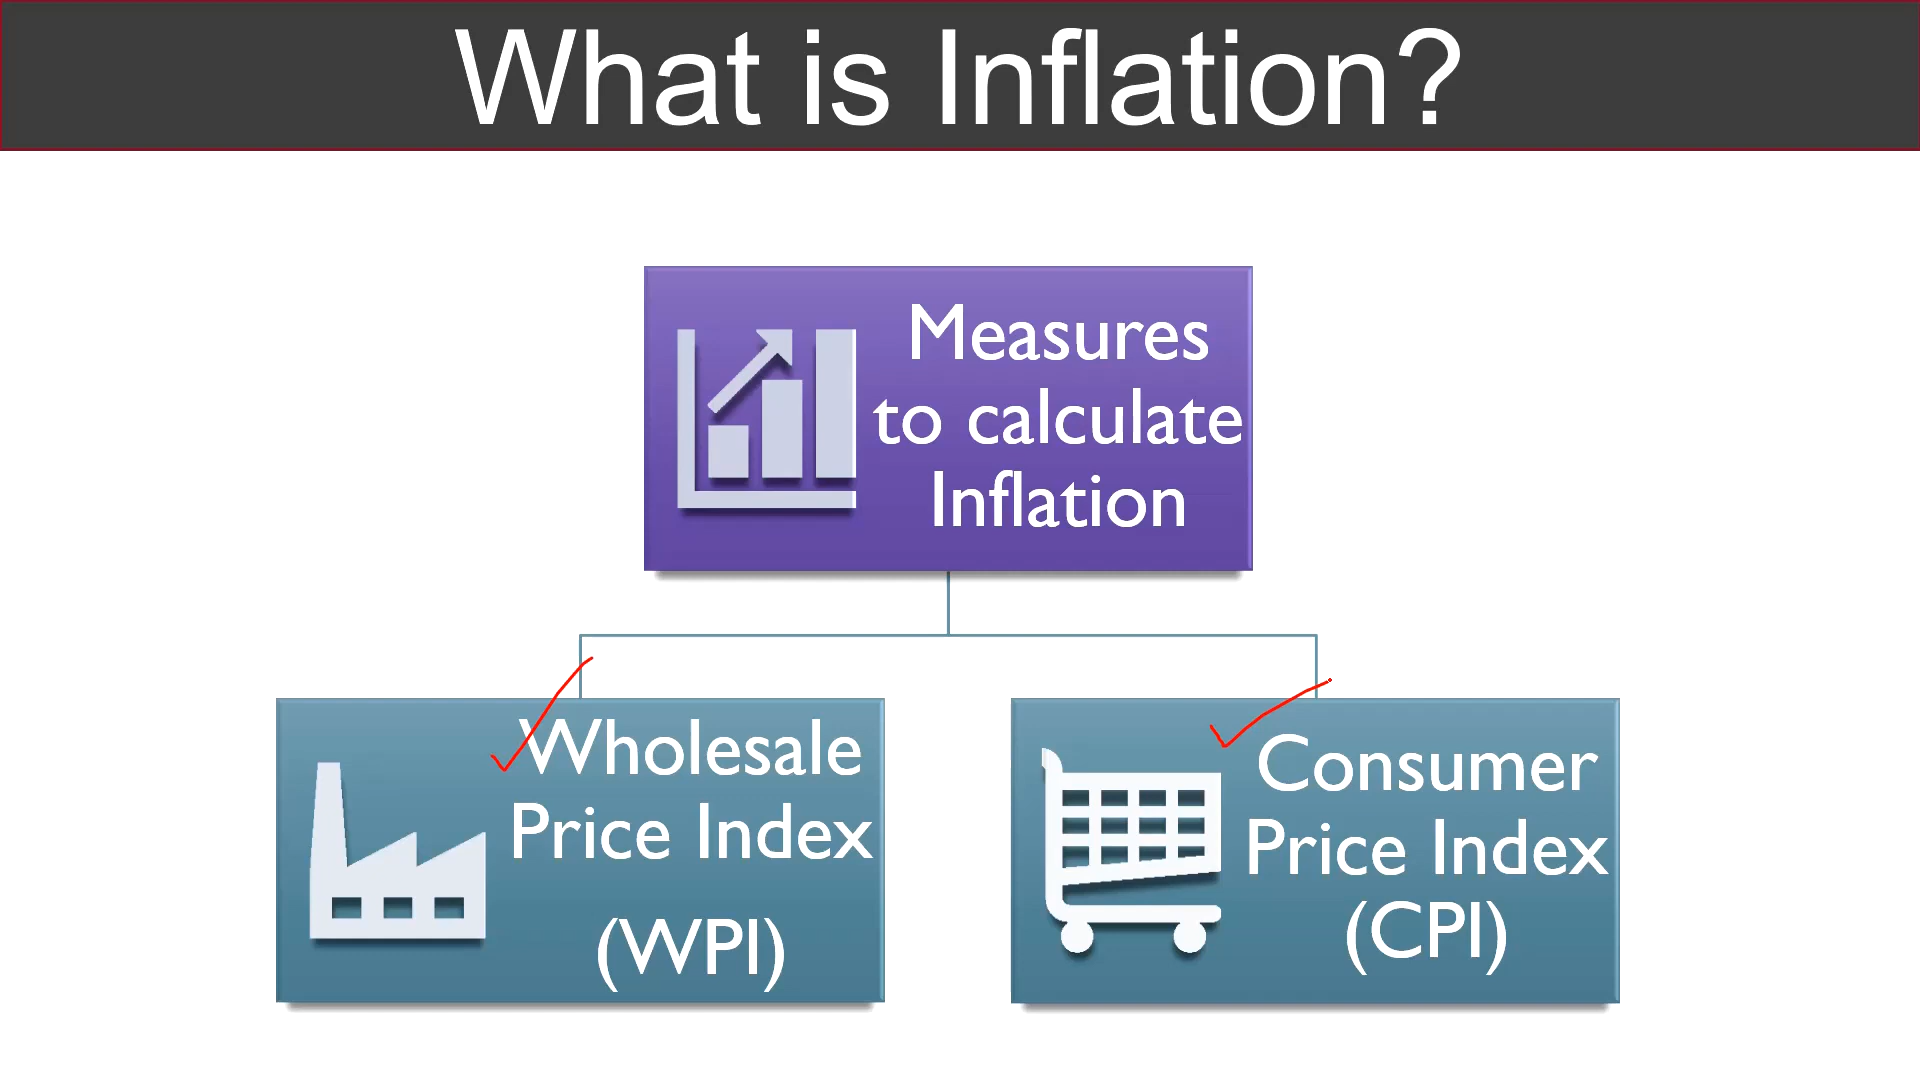 What is Inflation?
Measures
to calculate
Inflation
Wholesale
Price Index
(WPI)
Consumer
Price Index
(CPI)